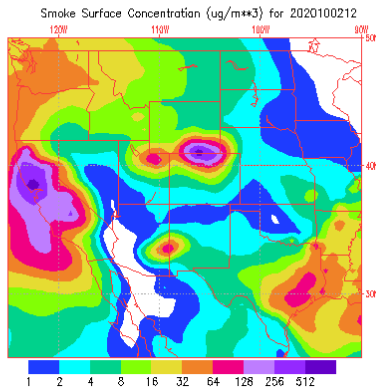 Smoke Surface Concentration (ug/m**3) for 2020100212
120W 110W 100W 90W
50N
40N
30N
1 2 4 8 16 32 64 128 256 512